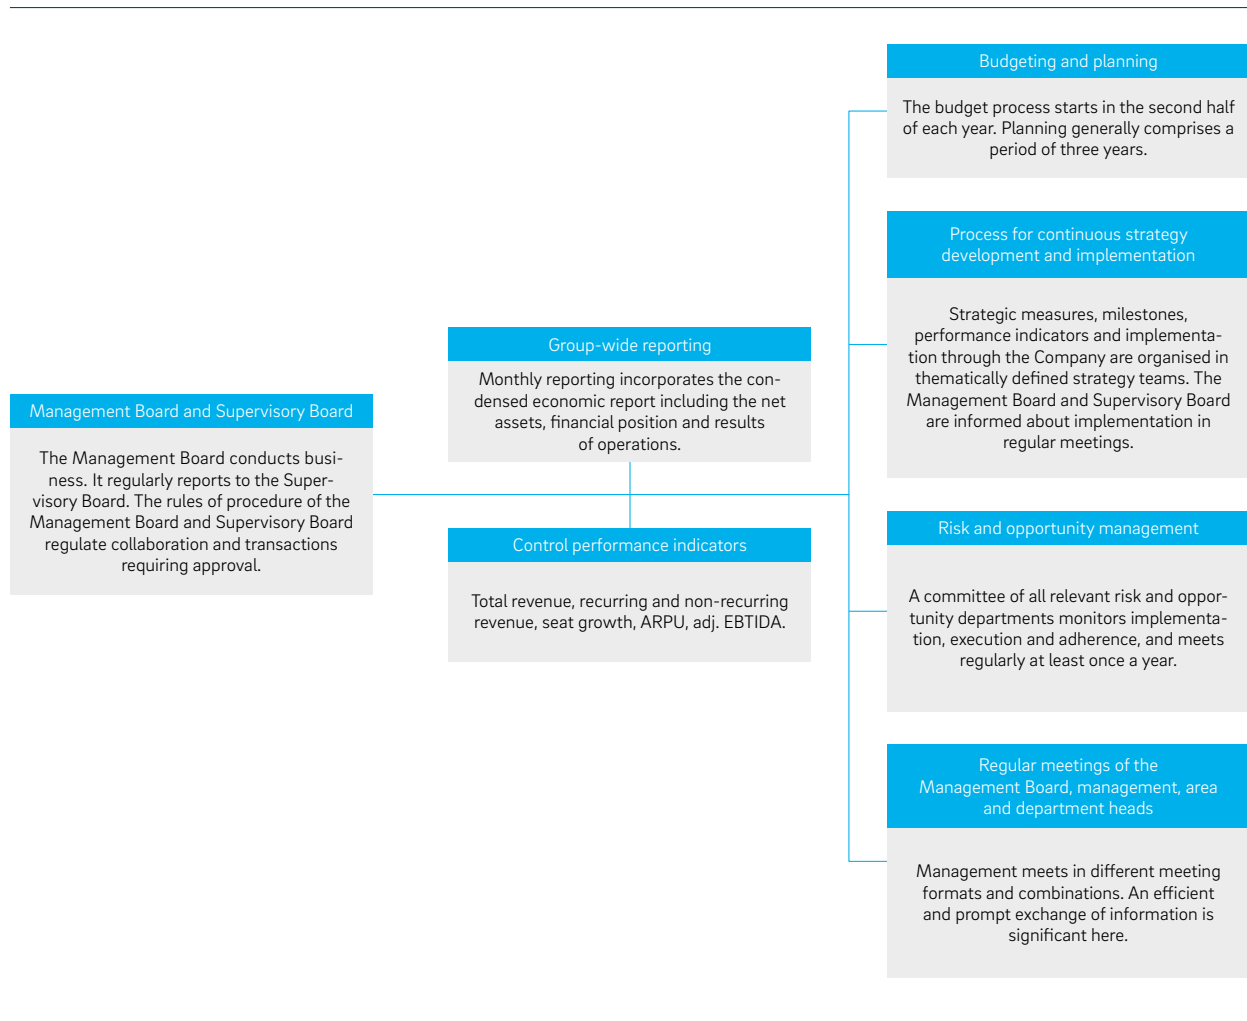 Management Board and Supervisory Board
The Management Board conducts busi-
ness. It regularly reports to the Super-
visory Board. The rules of procedure of the
Management Board and Supervisory Board
regulate collaboration and transactions
requiring approval.
Group-wide reporting
Monthly reporting incorporates the con-
densed economic report including the net
assets, financial position and results
of operations.
Control performance indicators
Total revenue, recurring and non-recurring
revenue, seat growth, ARPU, adj. EBTIDA.
Budgeting and planning
The budget process starts in the second half
of each year. Planning generally comprises a
period of three years.
Process for continuous strategy
development and implementation
Strategic measures, milestones,
performance indicators and implementa-
tion through the Company are organised in
thematically defined strategy teams. The
Management Board and Supervisory Board
are informed about implementation in
regular meetings.
Risk and opportunity management
A committee of all relevant risk and oppor-
tunity departments monitors implementa-
tion, execution and adherence, and meets
regularly at least once a year.
Regular meetings of the
Management Board, management, area
and department heads
Management meets in different meeting
formats and combinations. An efficient
and prompt exchange of information is
significant here.